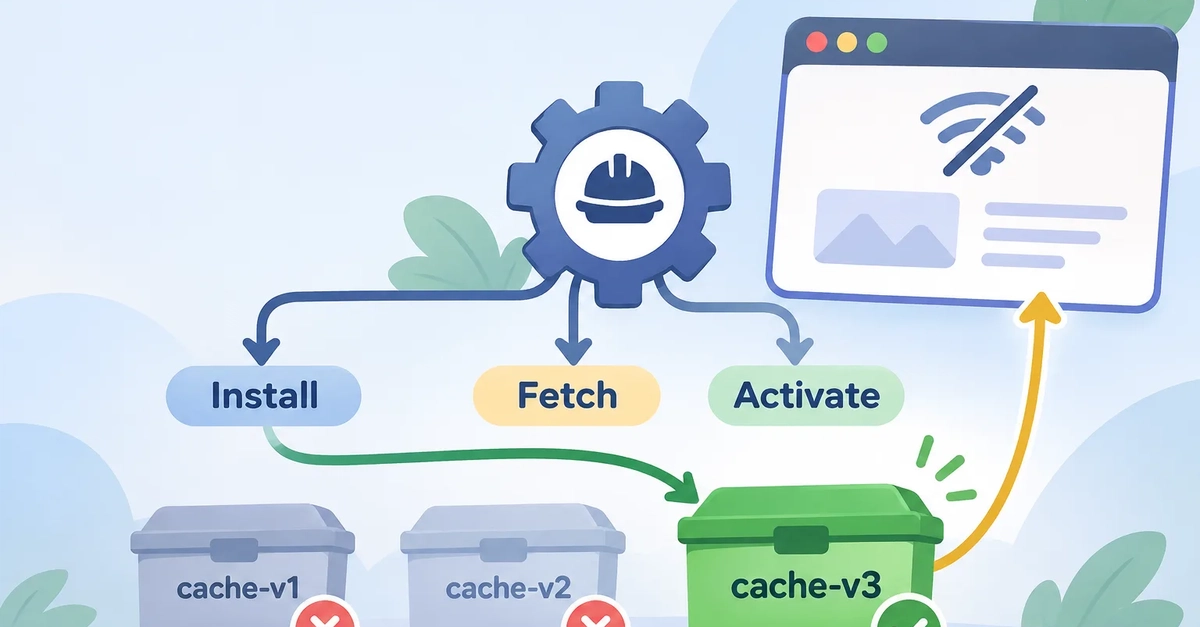 Install
Fetch
Activate
cache-v1
cache-v2
cache-v3